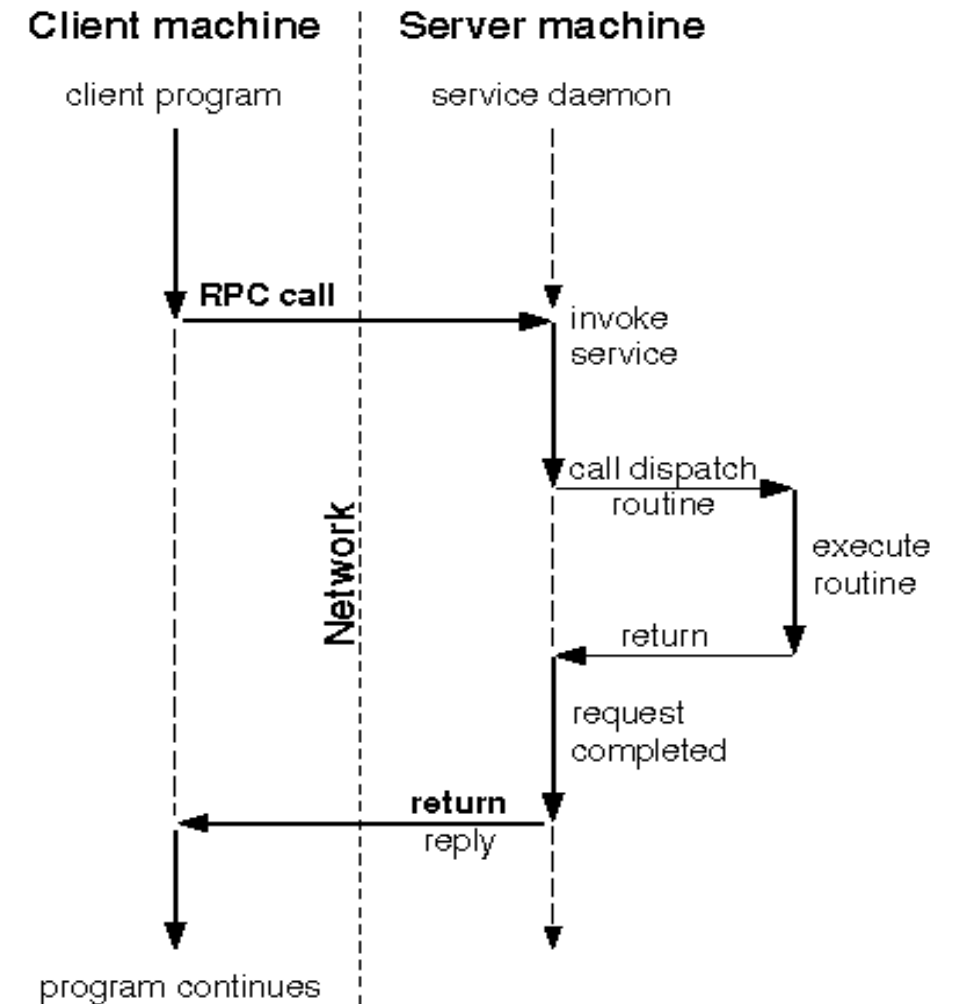 Client machine
Server machine
client program
service daemon
RPC call
invoke
service
call dispatch
routine
Network
execute
routine
return
request
completed
return
reply
program continues